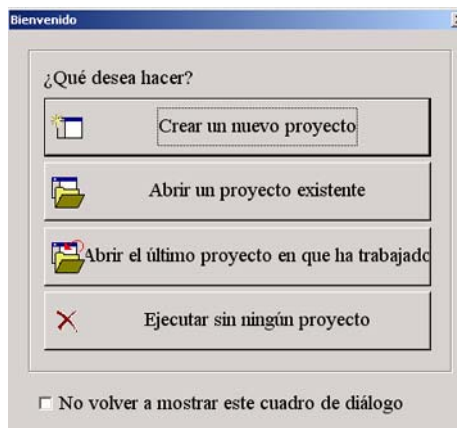 Bienvenido
¿Qué desea hacer?
Crear un nuevo proyecto
Abrir un proyecto existente
Abrir el último proyecto en que ha trabajado
Ejecutar sin ningún proyecto
No volver a mostrar este cuadro de diálogo